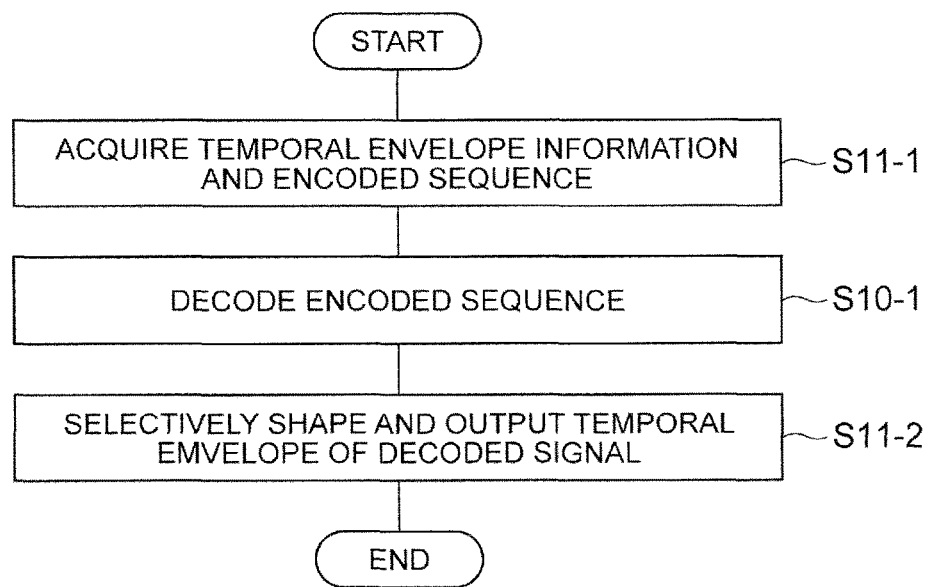 START
ACQUIRE TEMPORAL ENVELOPE INFORMATION
AND ENCODED SEQUENCE
S11-1
DECODE ENCODED SEQUENCE
S10-1
SELECTIVELY SHAPE AND OUTPUT TEMPORAL
EMVELOPE OF DECODED SIGNAL
S11-2
END